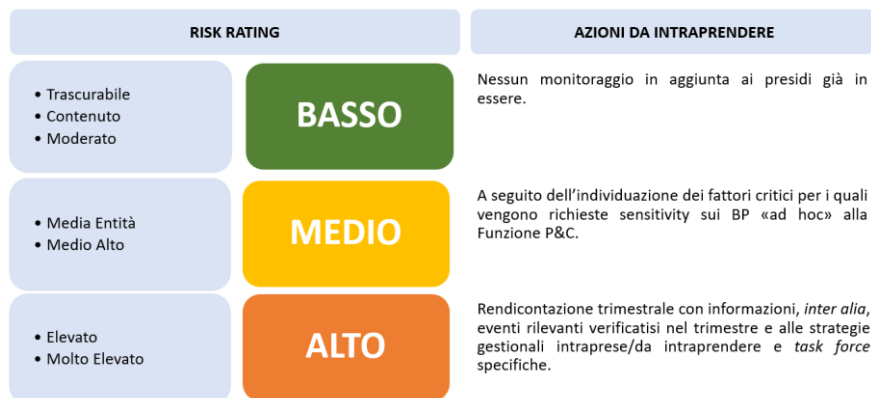 RISK RATING
AZIONI DA INTRAPRENDERE
• Trascurabile
• Contenuto
• Moderato
BASSO
Nessun monitoraggio in aggiunta ai presidi già in
essere.
• Media Entità
• Medio Alto
MEDIO
A seguito dell’individuazione dei fattori critici per i quali
vengono richieste sensitivity sui BP «ad hoc» alla
Funzione P&C.
• Elevato
• Molto Elevato
ALTO
Rendicontazione trimestrale con informazioni, inter alia,
eventi rilevanti verificatisi nel trimestre e alle strategie
gestionali intraprese/da intraprendere e task force
specifiche.